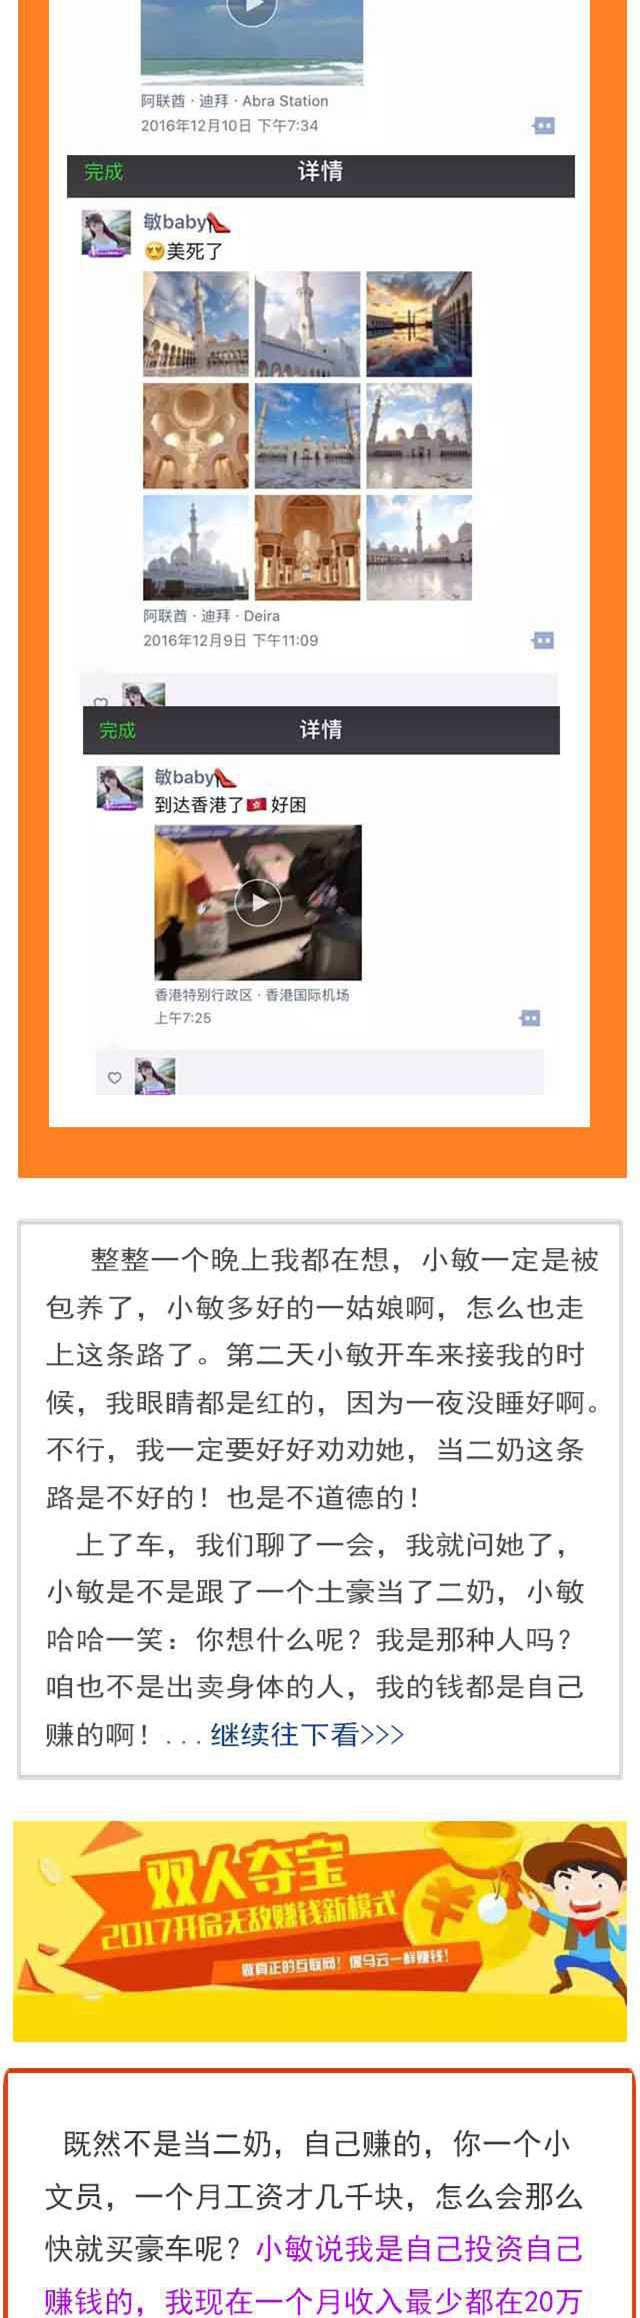 阿联酋 · 迪拜 · Abra Station
2016年12月10日 下午7:34
完成 详情
敏baby👠
😍美死了
阿联酋 · 迪拜 · Deira
2016年12月9日 下午11:09
完成 详情
敏baby👠
到达香港了🇭🇰 好困
香港特别行政区 · 香港国际机场
上午7:25
整整一个晚上我都在想，小敏一定是被
包养了，小敏多好的一姑娘啊，怎么也走
上这条路了。第二天小敏开车来接我的时
候，我眼睛都是红的，因为一夜没睡好啊。
不行，我一定要好好劝劝她，当二奶这条
路是不好的！也是不道德的！
上了车，我们聊了一会，我就问她了，
小敏是不是跟了一个土豪当了二奶，小敏
哈哈一笑：你想什么呢？我是那种人吗？
咱也不是出卖身体的人，我的钱都是自己
赚的啊！...继续往下看>>>
双人夺宝
2017开启无敌赚钱新模式
做真正的互联网！像马云一样赚钱！
既然不是当二奶，自己赚的，你一个小
文员，一个月工资才几千块，怎么会那么
快就买豪车呢？小敏说我是自己投资自己
赚钱的，我现在一个月收入最少都在20万